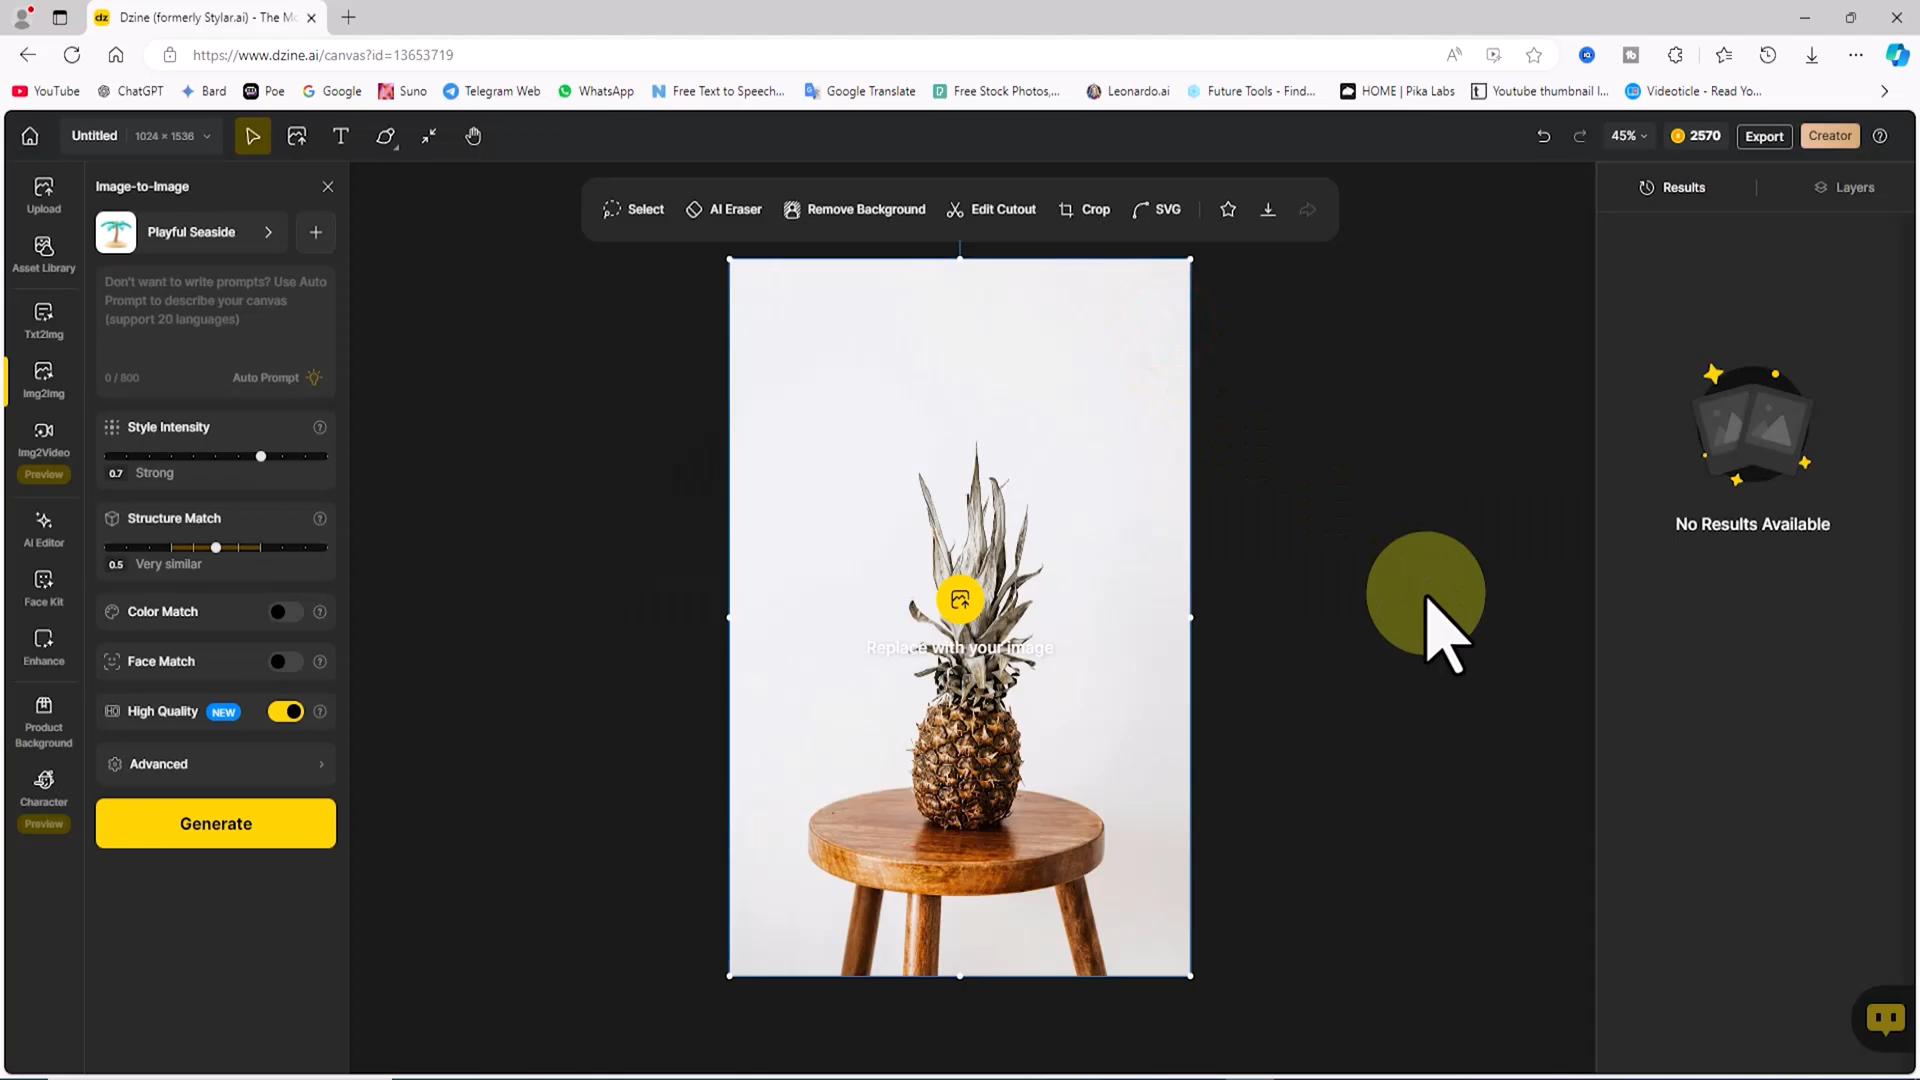 Dzine (formerly Stylar.ai) - The Mo
https://www.dzine.ai/canvas?id=13653719
YouTube
ChatGPT
Bard
Poe
Google
Suno
Telegram Web
WhatsApp
Free Text to Speech...
Google Translate
Free Stock Photos,...
Leonardo.ai
Future Tools - Find...
HOME | Pika Labs
Youtube thumbnail l...
Videoticle - Read Yo...
Untitled
1024 × 1536
45%
2570
Export
Creator
Upload
Asset Library
Txt2Img
Img2Img
Img2Video
Preview
AI Editor
Face Kit
Enhance
Product
Background
Character
Preview
Image-to-Image
Playful Seaside
Don't want to write prompts? Use Auto
Prompt to describe your canvas
(support 20 languages)
0 / 800
Auto Prompt
Style Intensity
0.7 Strong
Structure Match
0.5 Very similar
Color Match
Face Match
High Quality NEW
Advanced
Generate
Select
AI Eraser
Remove Background
Edit Cutout
Crop
SVG
Replace with your image
Results
Layers
No Results Available